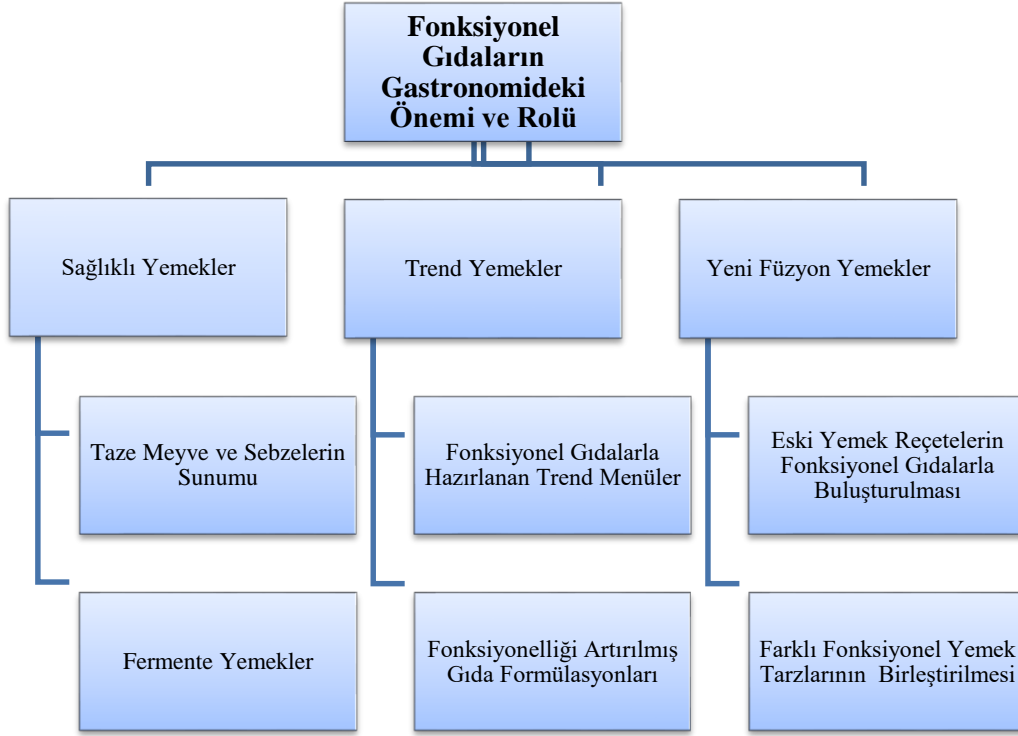 Fonksiyonel
Gıdaların
Gastronomideki
Önemi ve Rolü
Sağlıklı Yemekler
Trend Yemekler
Yeni Füzyon Yemekler
Taze Meyve ve Sebzelerin
Sunumu
Fonksiyonel Gıdalarla
Hazırlanan Trend Menüler
Eski Yemek Reçetelerin
Fonksiyonel Gıdalarla
Buluşturulması
Fermente Yemekler
Fonksiyonelliği Artırılmış
Gıda Formülasyonları
Farklı Fonksiyonel Yemek
Tarzlarının Birleştirilmesi